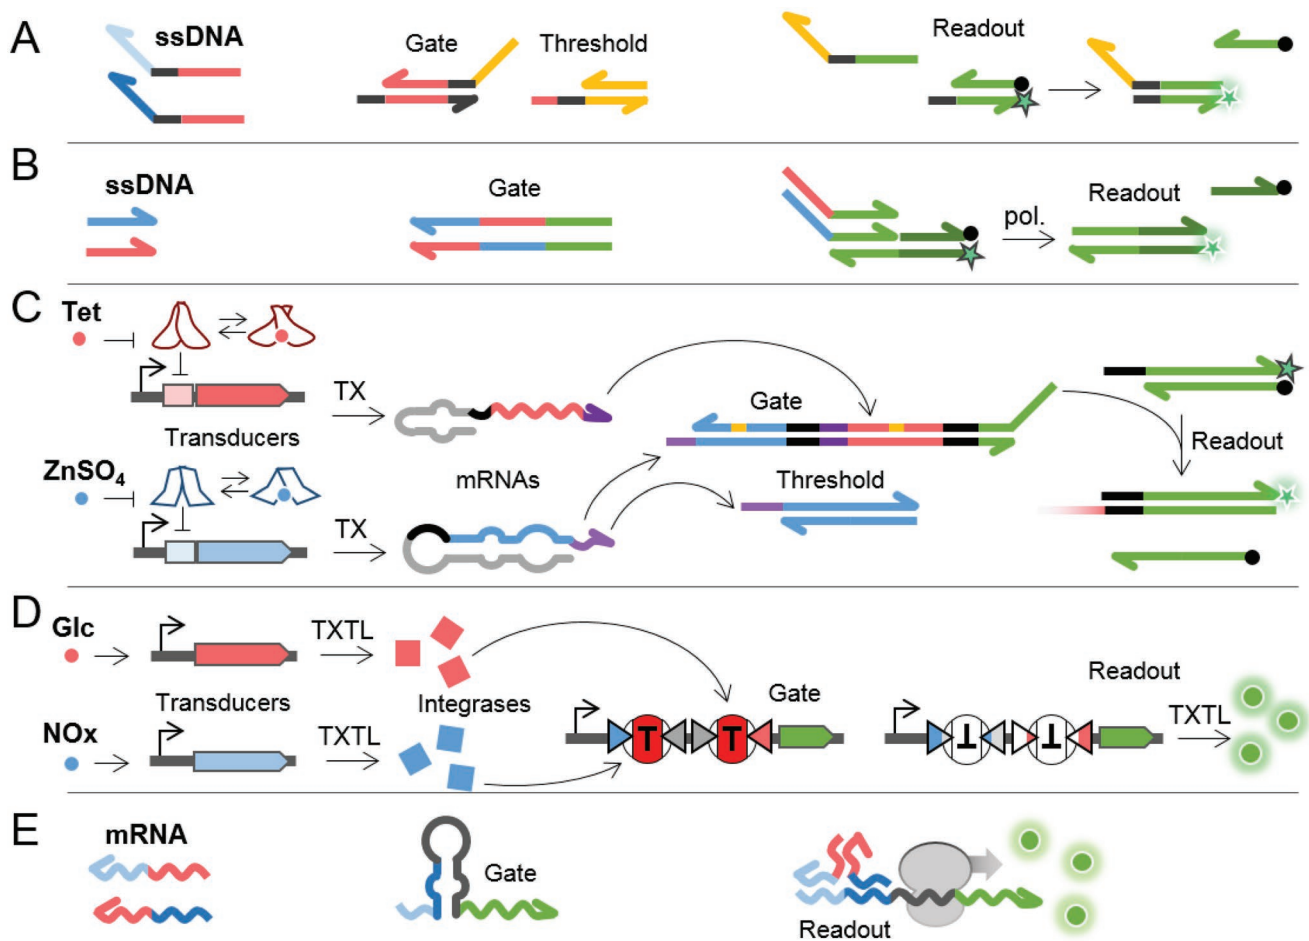 A
ssDNA
Gate
Threshold
Readout
B
ssDNA
Gate
pol.
Readout
C
Tet
TX
Transducers
Gate
Readout
ZnSO₄
mRNAs
Threshold
TX
D
Glc
TXTL
Readout
Transducers
Integrases
Gate
TXTL
NOx
TXTL
T
T
T
T
E
mRNA
Gate
Readout